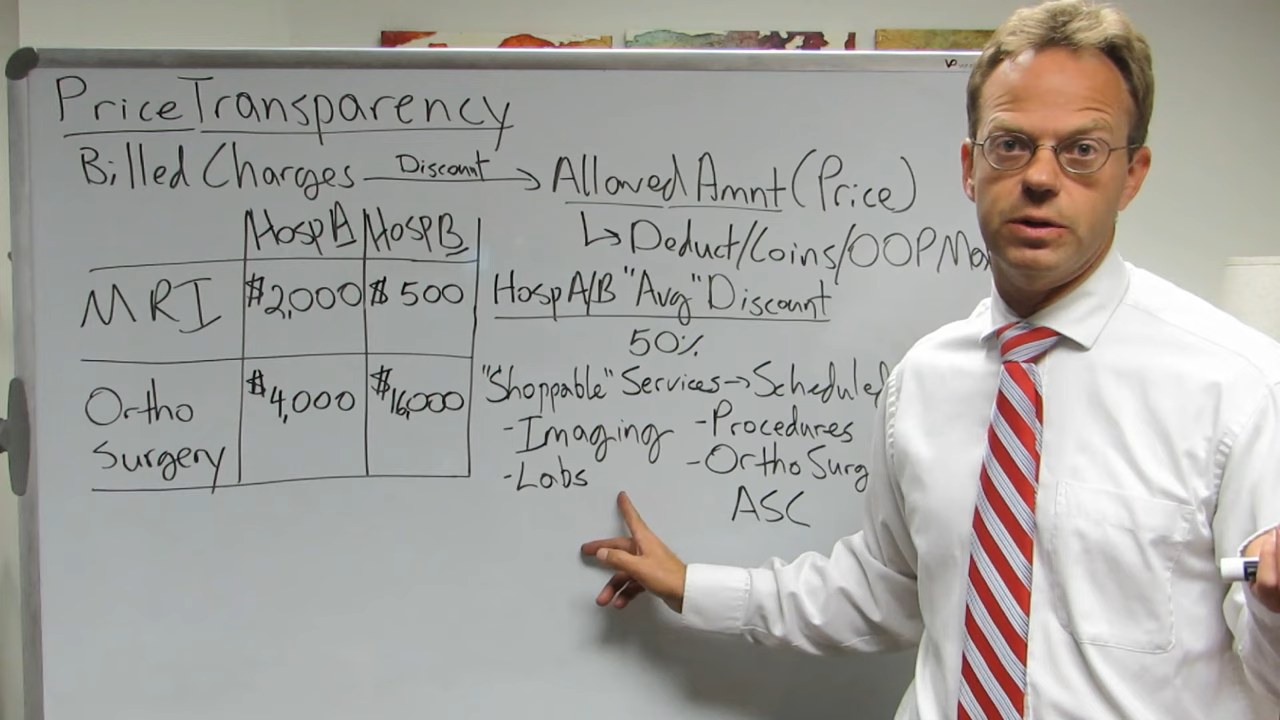 Price Transparency
Billed Charges Discount → Allowed Amnt (Price)
↳ Deduct/Coins/OOP Max
Hosp A Hosp B
MRI $2,000 $500
Ortho Surgery $4,000 $16,000
Hosp A/B "Avg" Discount
50%
"Shoppable" Services → Scheduled
- Imaging - Procedures
- Labs - Ortho Surg
ASC